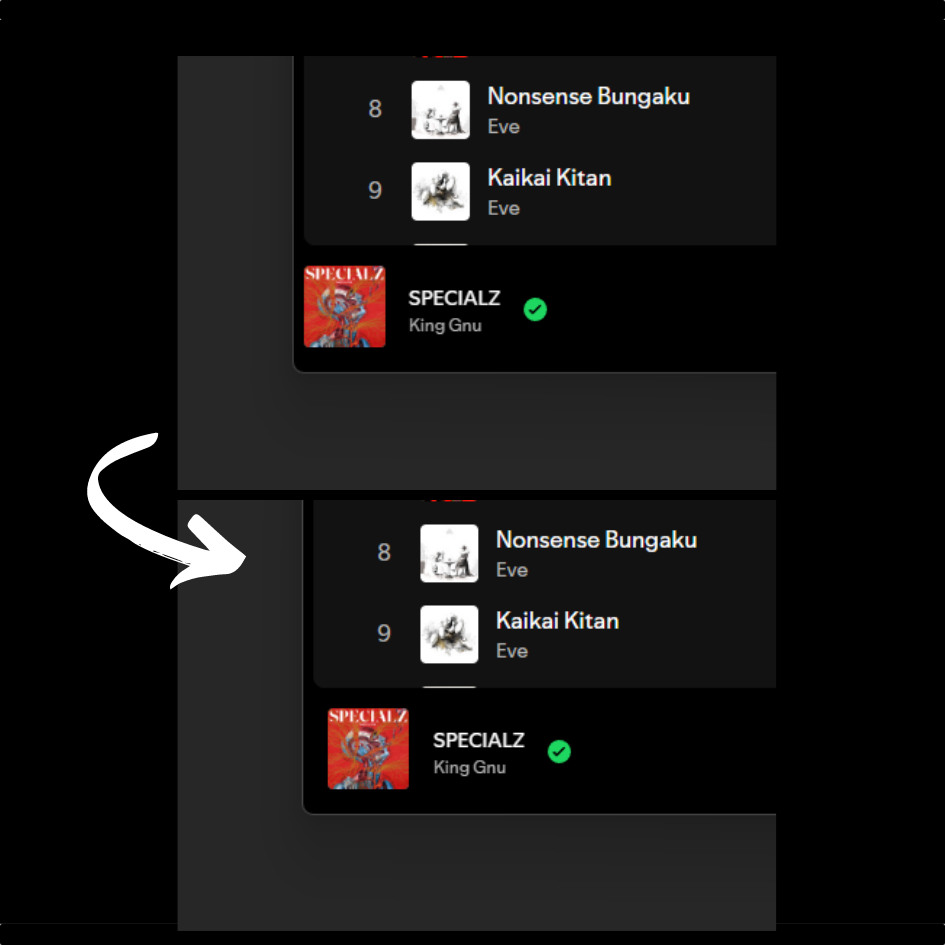 8
Nonsense Bungaku
Eve
9
Kaikai Kitan
Eve
SPECIALZ
SPECIALZ
King Gnu
8
Nonsense Bungaku
Eve
9
Kaikai Kitan
Eve
SPECIALZ
SPECIALZ
King Gnu